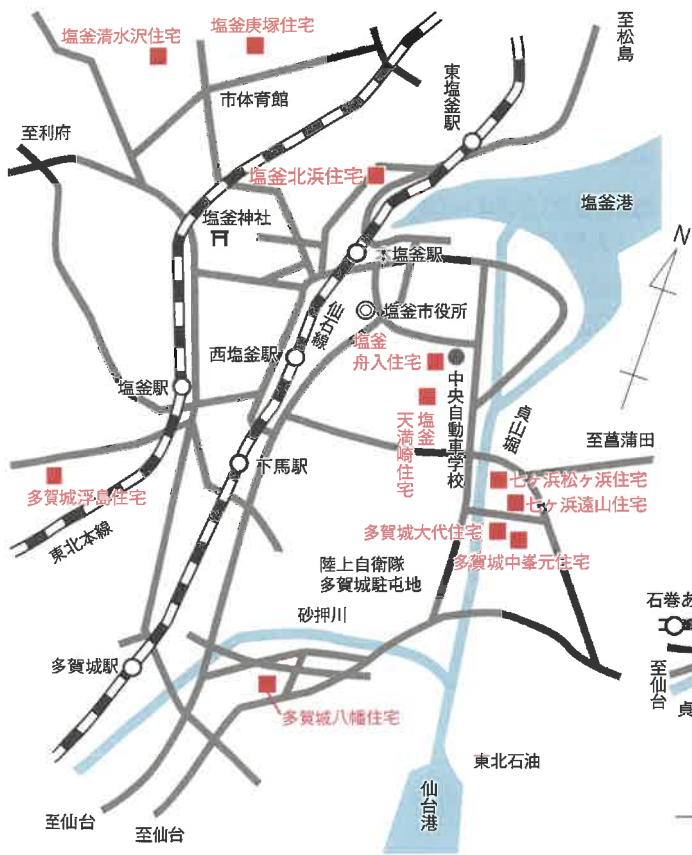 塩釜清水沢住宅
塩釜庚塚住宅
至松島
市体育館
東塩釜駅
至利府
塩釜北浜住宅
塩釜港
塩釜神社
N
本塩釜駅
仙石線
塩釜市役所
西塩釜駅
塩釜
舟入住宅
塩釜駅
中央自動車学校
塩釜
天満崎住宅
貞山堀
至菖蒲田
下馬駅
七ヶ浜松ヶ浜住宅
多賀城浮島住宅
七ヶ浜遠山住宅
多賀城大代住宅
東北本線
多賀城中峯元住宅
陸上自衛隊
多賀城駐屯地
石巻あ
砂押川
多賀城駅
至仙台
貞
多賀城八幡住宅
東北石油
仙台港
至仙台
至仙台